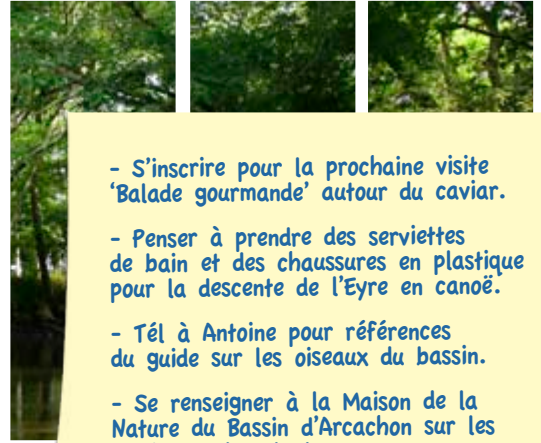 - S'inscrire pour la prochaine visite
'Balade gourmande' autour du caviar.
- Penser à prendre des serviettes
de bain et des chaussures en plastique
pour la descente de l'Eyre en canoë.
- Tél à Antoine pour références
du guide sur les oiseaux du bassin.
- Se renseigner à la Maison de la
Nature du Bassin d'Arcachon sur les